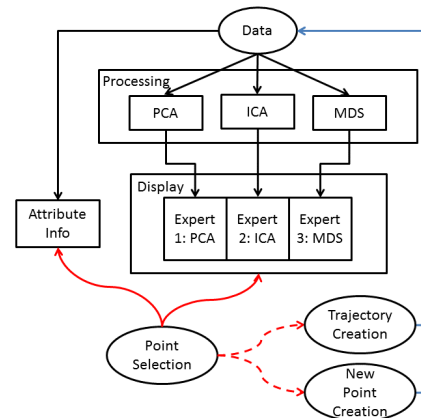 Data
Processing
PCA
ICA
MDS
Display
Attribute
Info
Expert
1: PCA
Expert
2: ICA
Expert
3: MDS
Point
Selection
Trajectory
Creation
New
Point
Creation